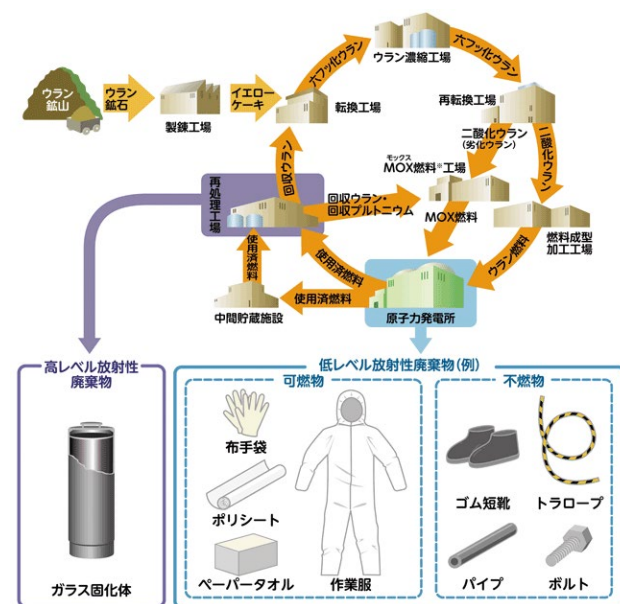 ウラン
鉱山
ウラン
鉱石
製錬工場
イエロー
ケーキ
転換工場
六フッ化ウラン
ウラン濃縮工場
六フッ化ウラン
再転換工場
二酸化ウラン
(劣化ウラン)
二酸化ウラン
モックス
MOX燃料※工場
MOX燃料
燃料成型
加工工場
ウラン燃料
回収ウラン
再処理工場
回収ウラン・
回収プルトニウム
使用済燃料
使用済燃料
使用済燃料
中間貯蔵施設
原子力発電所
高レベル放射性
廃棄物
ガラス固化体
低レベル放射性廃棄物(例)
可燃物
布手袋
ポリシート
ペーパータオル
作業服
不燃物
ゴム短靴
トラロープ
パイプ
ボルト